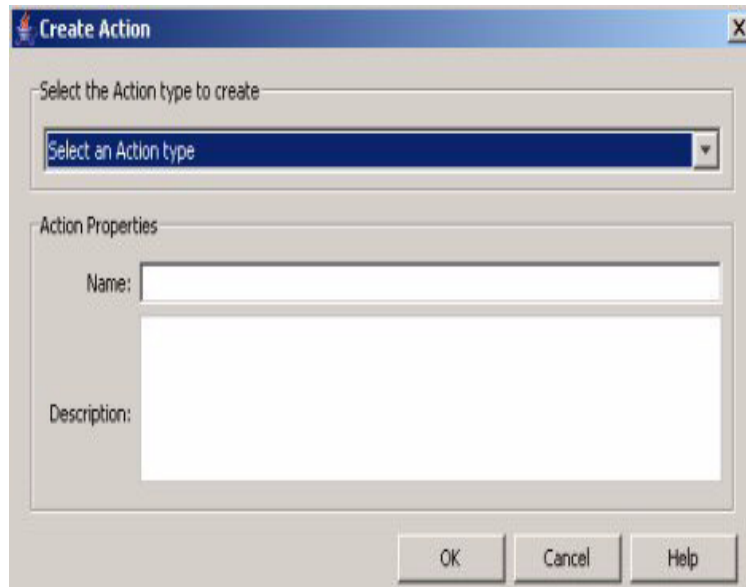 Create Action
Select the Action type to create
Select an Action type
Action Properties
Name:
Description:
OK Cancel Help